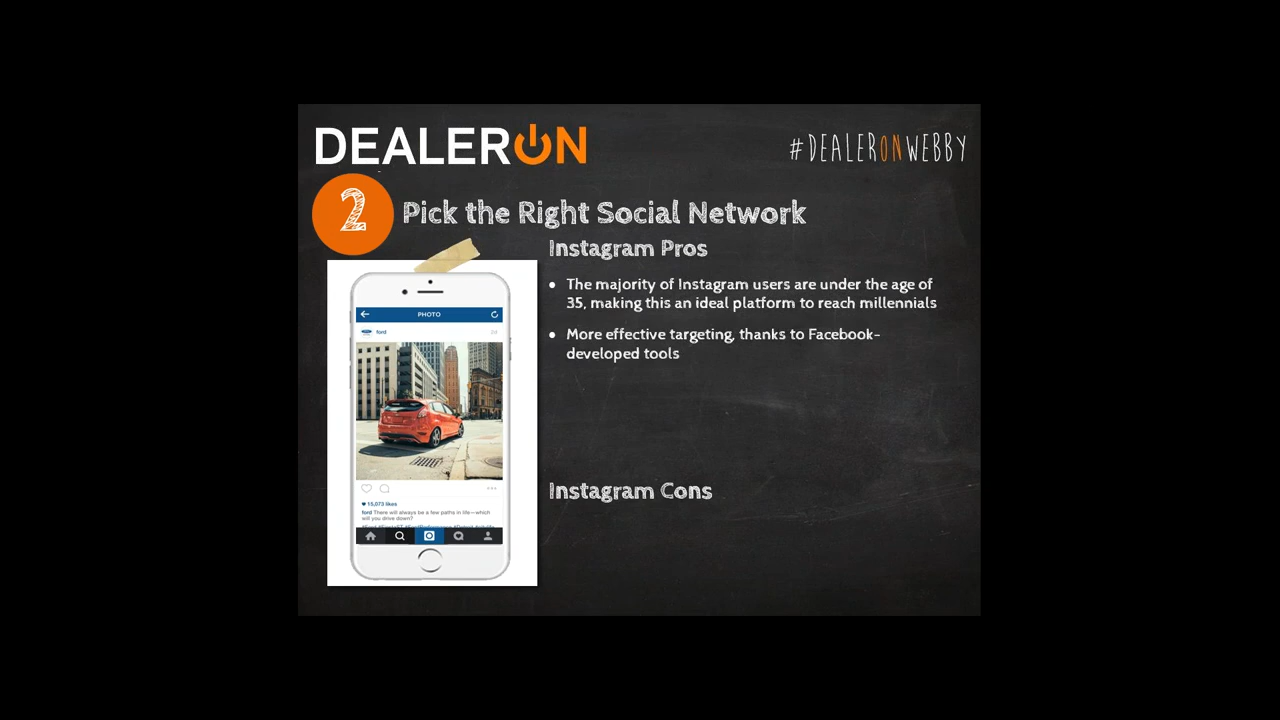 DEALERON
#DEALERONWEBBY
2
Pick the Right Social Network
Instagram Pros
• The majority of Instagram users are under the age of
35, making this an ideal platform to reach millennials
• More effective targeting, thanks to Facebook-
developed tools
Instagram Cons
PHOTO
ford
15,073 likes
ford There will always be a few paths in life—which
will you drive down?